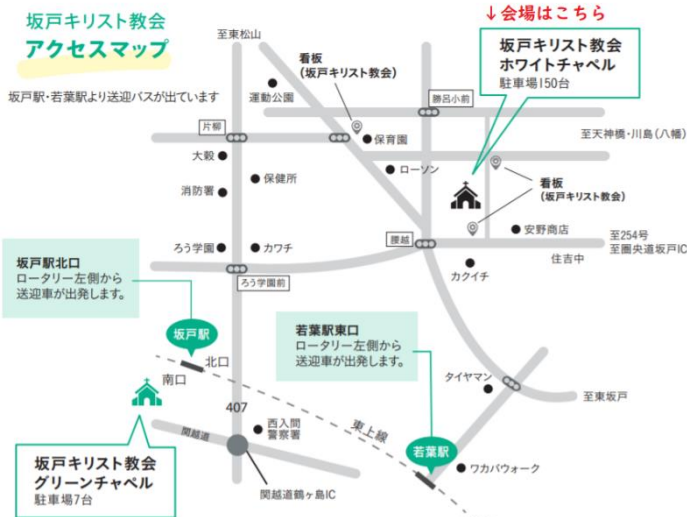 坂戸キリスト教会
アクセスマップ
坂戸駅・若葉駅より送迎バスが出ています
↓会場はこちら
坂戸キリスト教会
ホワイトチャペル
駐車場150台
至東松山
看板
(坂戸キリスト教会)
運動公園
勝呂小前
片柳
保育園
至天神橋・川島(八幡)
大穀
ローソン
保健所
消防署
看板
(坂戸キリスト教会)
安野商店
腰越
至254号
至圏央道坂戸IC
ろう学園
カワチ
住吉中
カクイチ
ろう学園前
坂戸駅北口
ロータリー左側から
送迎車が出発します。
坂戸駅
北口
南口
若葉駅東口
ロータリー左側から
送迎車が出発します。
タイヤマン
至東坂戸
407
西入間
警察署
東上線
関越道
若葉駅
ワカバウォーク
坂戸キリスト教会
グリーンチャペル
駐車場7台
関越道鶴ヶ島IC